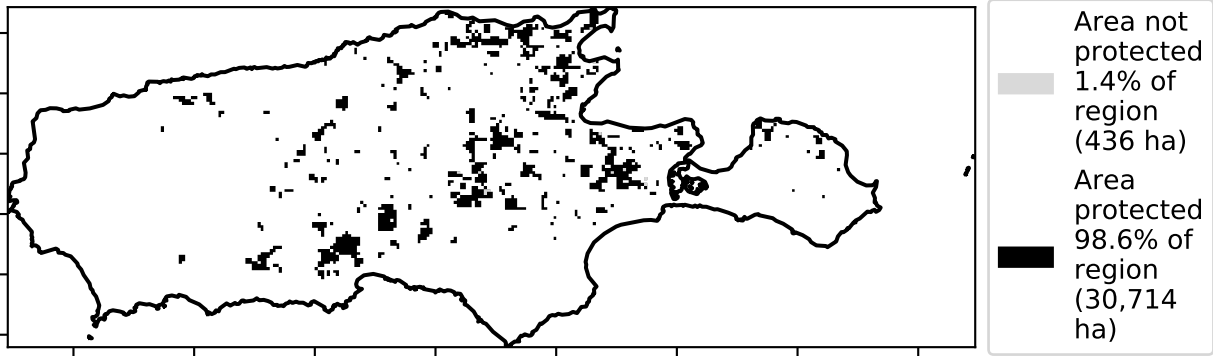 Area not
protected
1.4% of
region
(436 ha)
Area
protected
98.6% of
region
(30,714
ha)